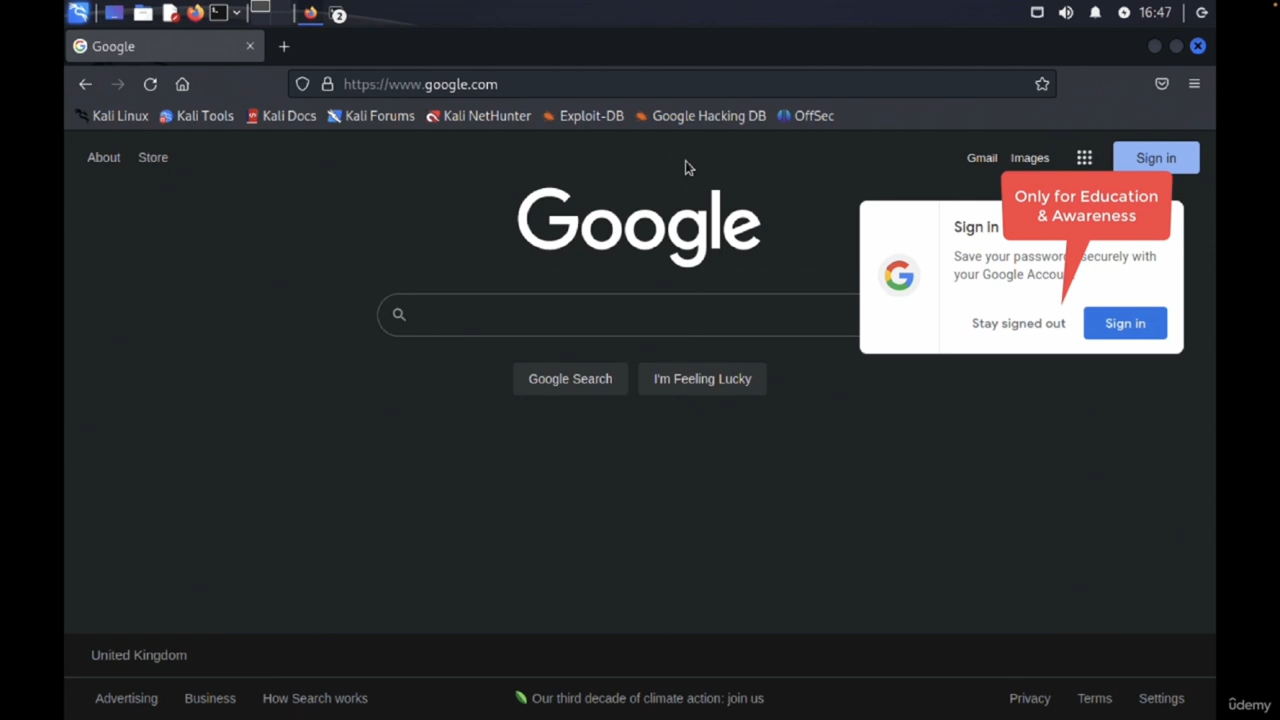 2
16:47
Google
https://www.google.com
Kali Linux
Kali Tools
Kali Docs
Kali Forums
Kali NetHunter
Exploit-DB
Google Hacking DB
OffSec
About
Store
Gmail
Images
Sign in
Only for Education
& Awareness
Google
Sign in
Save your password securely with
your Google Accou
Stay signed out
Sign in
Google Search
I'm Feeling Lucky
United Kingdom
Advertising
Business
How Search works
Our third decade of climate action: join us
Privacy
Terms
Settings
ûdemy